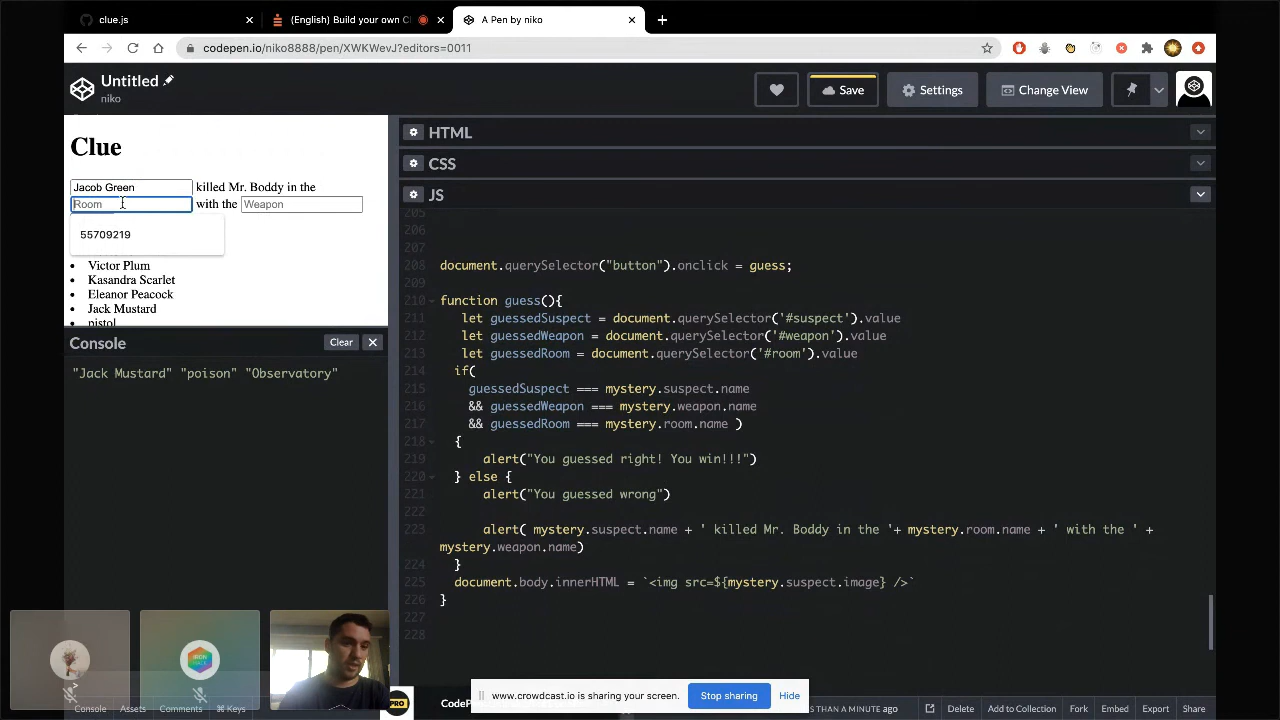 clue.js
(English) Build your own Cl
A Pen by niko
codepen.io/niko8888/pen/XWKWevJ?editors=0011
Untitled
niko
Save
Settings
Change View
Clue
Jacob Green killed Mr. Boddy in the
Room with the Weapon
55709219
Victor Plum
Kasandra Scarlet
Eleanor Peacock
Jack Mustard
pistol
Console
Clear
"Jack Mustard" "poison" "Observatory"
HTML
CSS
JS
205
206
207
208 document.querySelector("button").onclick = guess;
209
210 function guess(){
211 let guessedSuspect = document.querySelector('#suspect').value
212 let guessedWeapon = document.querySelector('#weapon').value
213 let guessedRoom = document.querySelector('#room').value
214 if(
215 guessedSuspect === mystery.suspect.name
216 && guessedWeapon === mystery.weapon.name
217 && guessedRoom === mystery.room.name )
218 {
219 alert("You guessed right! You win!!!")
220 } else {
221 alert("You guessed wrong")
222
223 alert( mystery.suspect.name + ' killed Mr. Boddy in the '+ mystery.room.name + ' with the ' +
mystery.weapon.name)
224 }
225 document.body.innerHTML = `<img src=${mystery.suspect.image} />`
226 }
227
228
IRON
HACK
www.crowdcast.io is sharing your screen.
Stop sharing
Hide
Console
Assets
Comments
⌘ Keys
PRO
CodeP
S THAN A MINUTE AGO
Delete
Add to Collection
Fork
Embed
Export
Share